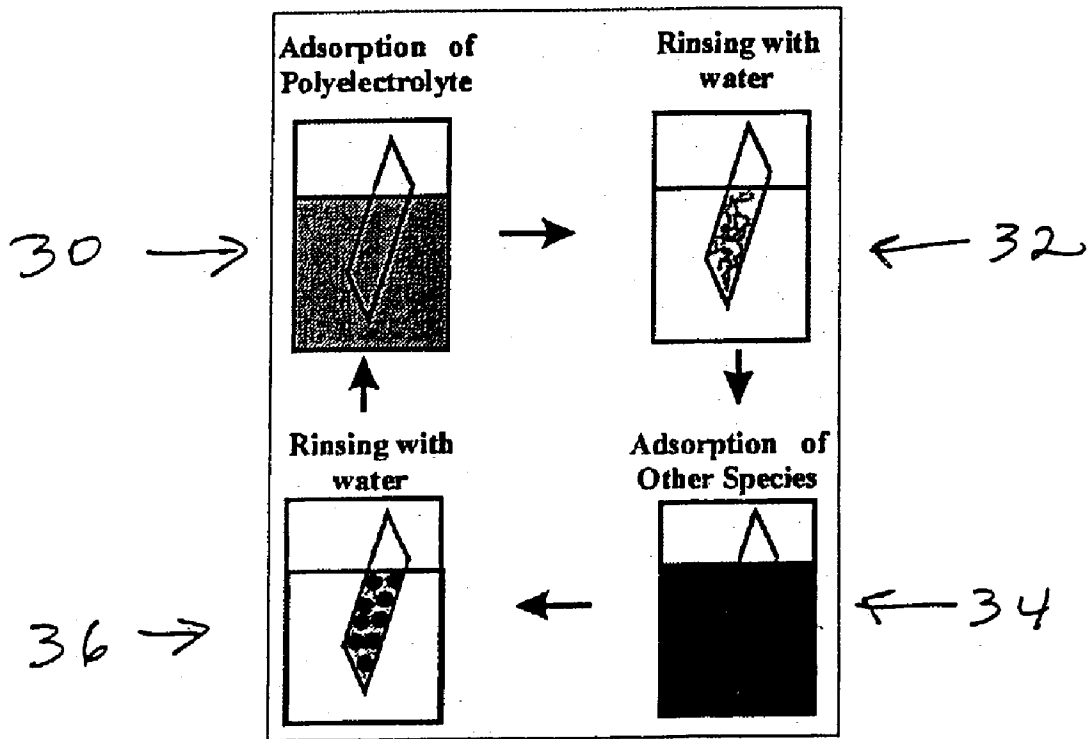 Adsorption of
Polyelectrolyte
Rinsing with
water
30
32
Rinsing with
water
Adsorption of
Other Species
36
34